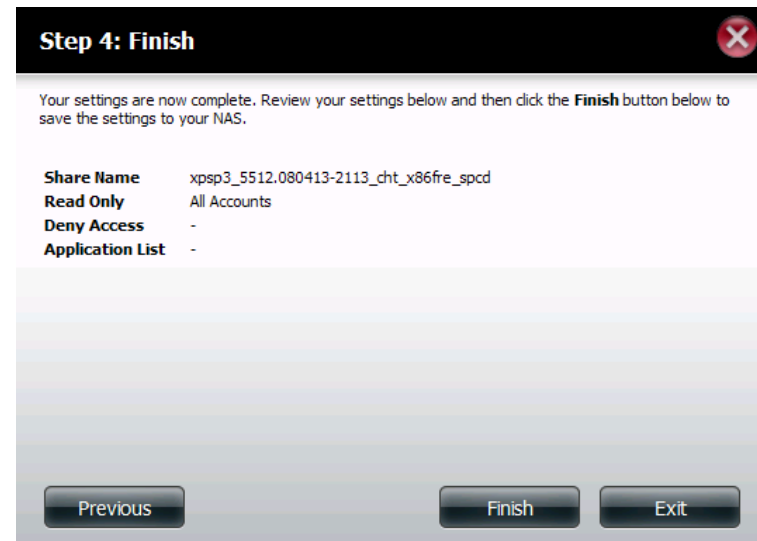 Step 4: Finish
Your settings are now complete. Review your settings below and then click the Finish button below to
save the settings to your NAS.
Share Name xpsp3_5512.080413-2113_cht_x86fre_spcd
Read Only All Accounts
Deny Access -
Application List -
Previous Finish Exit